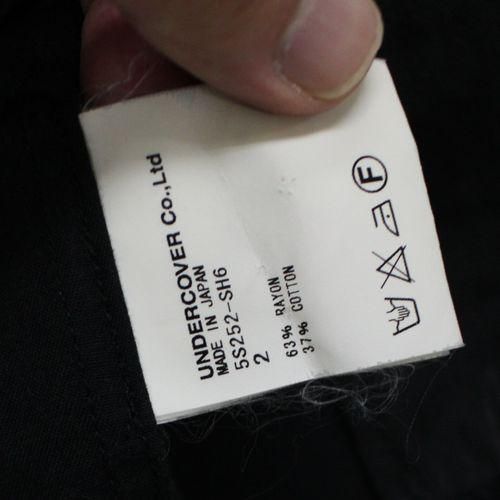 UNDERCOVER Co.,Ltd
MADE IN JAPAN
5S252-SH6
2
63% RAYON
37% COTTON
F